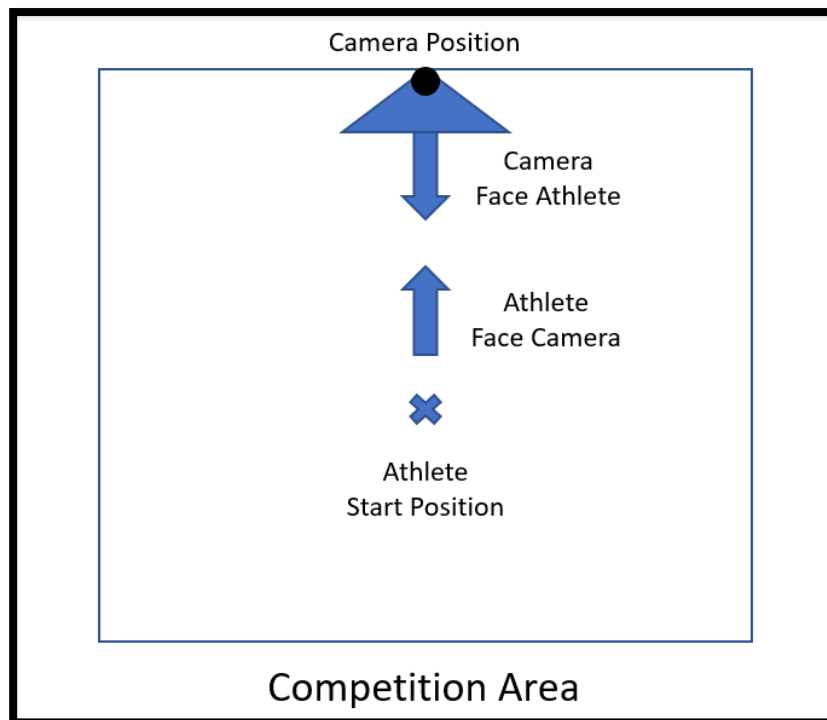 Camera Position
Camera
Face Athlete
Athlete
Face Camera
Athlete
Start Position
Competition Area